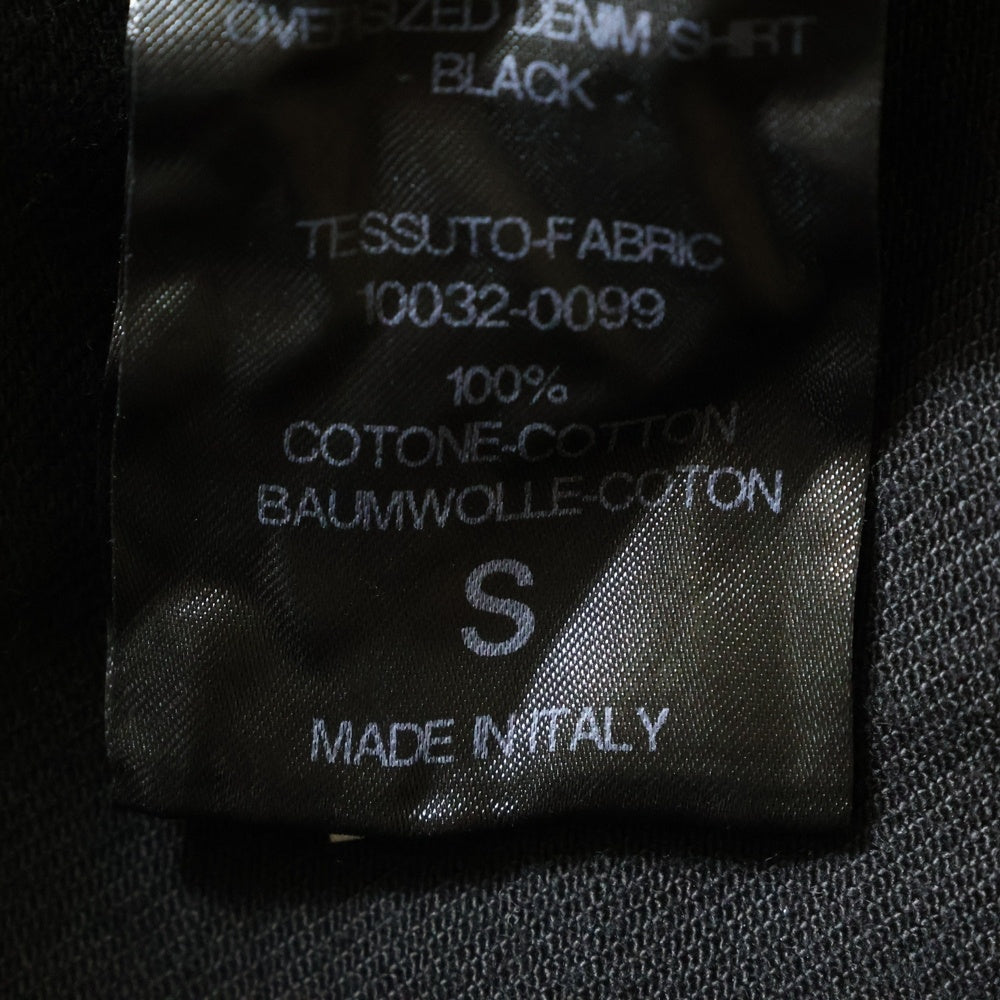 OVERSIZED DENIM SHIRT
BLACK
TESSUTO-FABRIC
10032-0099
100%
COTONE-COTTON
BAUMWOLLE-COTON
S
MADE IN ITALY